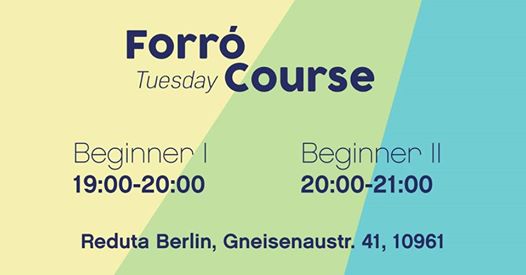 Forró
Tuesday Course
Beginner I
19:00-20:00
Beginner II
20:00-21:00
Reduta Berlin, Gneisenaustr. 41, 10961